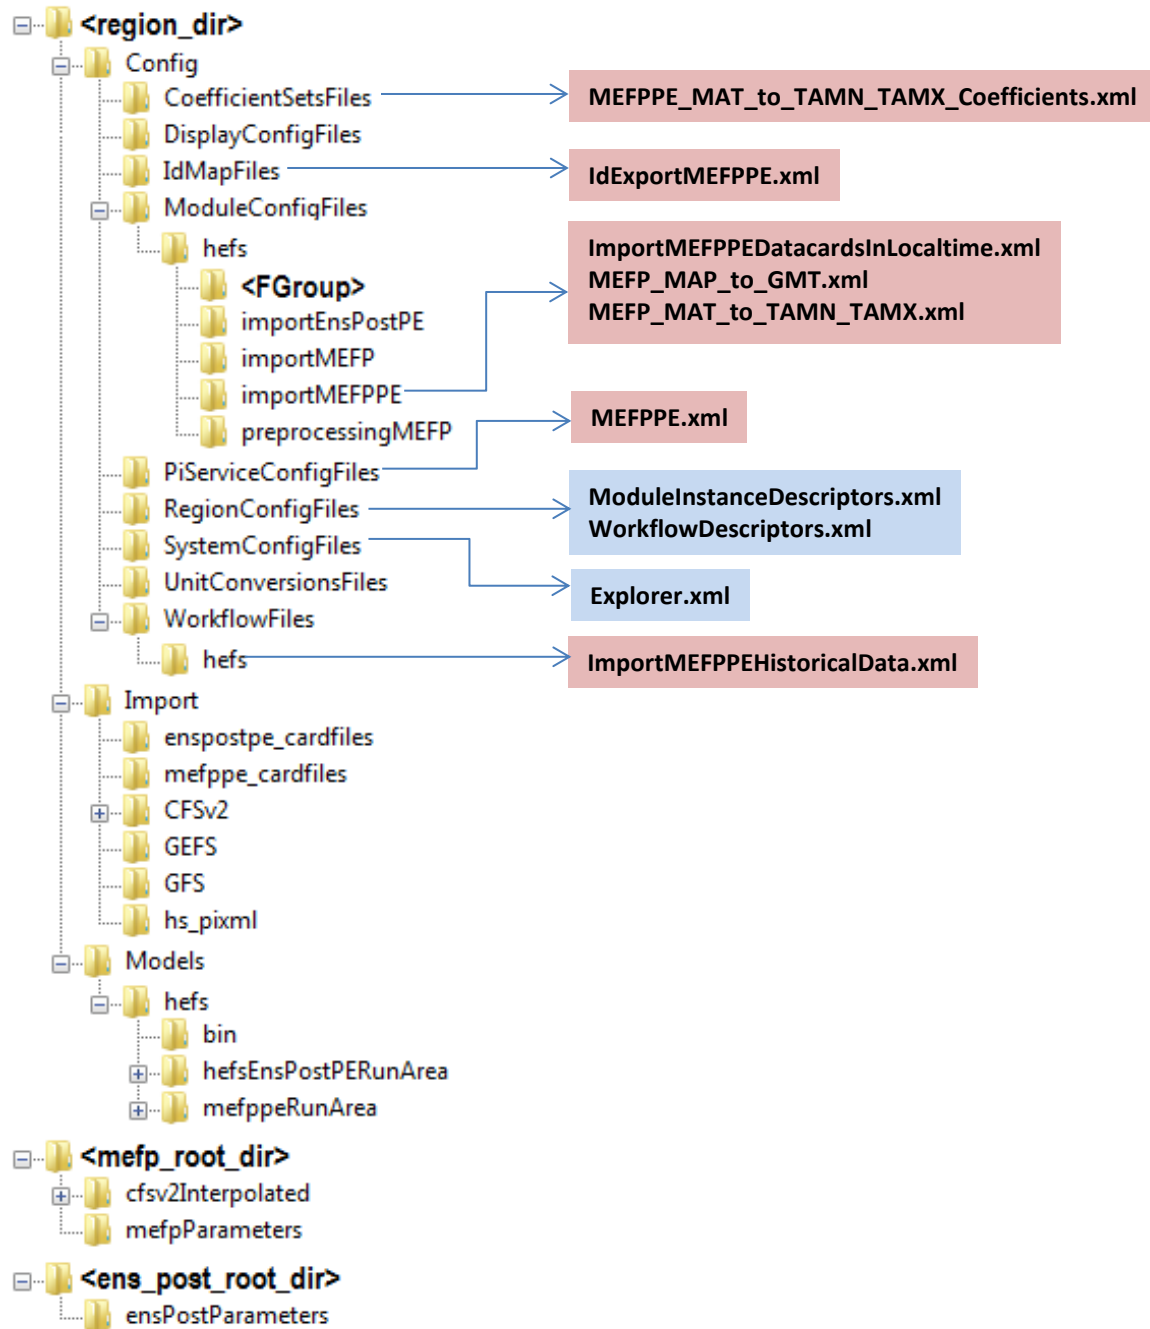 <region_dir>
Config
CoefficientSetsFiles
MEFPPE_MAT_to_TAMN_TAMX_Coefficients.xml
DisplayConfigFiles
IdMapFiles
IdExportMEFPPE.xml
ModuleConfigFiles
hefs
<FGroup>
importEnsPostPE
importMEFP
importMEFPPE
ImportMEFPPEDatacardsInLocaltime.xml
MEFP_MAP_to_GMT.xml
MEFP_MAT_to_TAMN_TAMX.xml
preprocessingMEFP
PiServiceConfigFiles
MEFPPE.xml
RegionConfigFiles
ModuleInstanceDescriptors.xml
WorkflowDescriptors.xml
SystemConfigFiles
Explorer.xml
UnitConversionsFiles
WorkflowFiles
hefs
ImportMEFPPEHistoricalData.xml
Import
enspostpe_cardfiles
mefppe_cardfiles
CFSv2
GEFS
GFS
hs_pixml
Models
hefs
bin
hefsEnsPostPERunArea
mefppeRunArea
<mefp_root_dir>
cfsv2Interpolated
mefpParameters
<ens_post_root_dir>
ensPostParameters